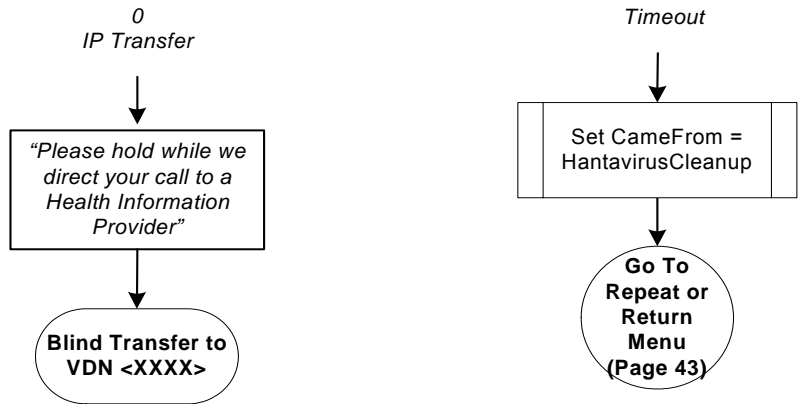 0
IP Transfer
“Please hold while we
direct your call to a
Health Information
Provider”
Blind Transfer to
VDN <XXXX>
Timeout
Set CameFrom =
HantavirusCleanup
Go To
Repeat or
Return
Menu
(Page 43)